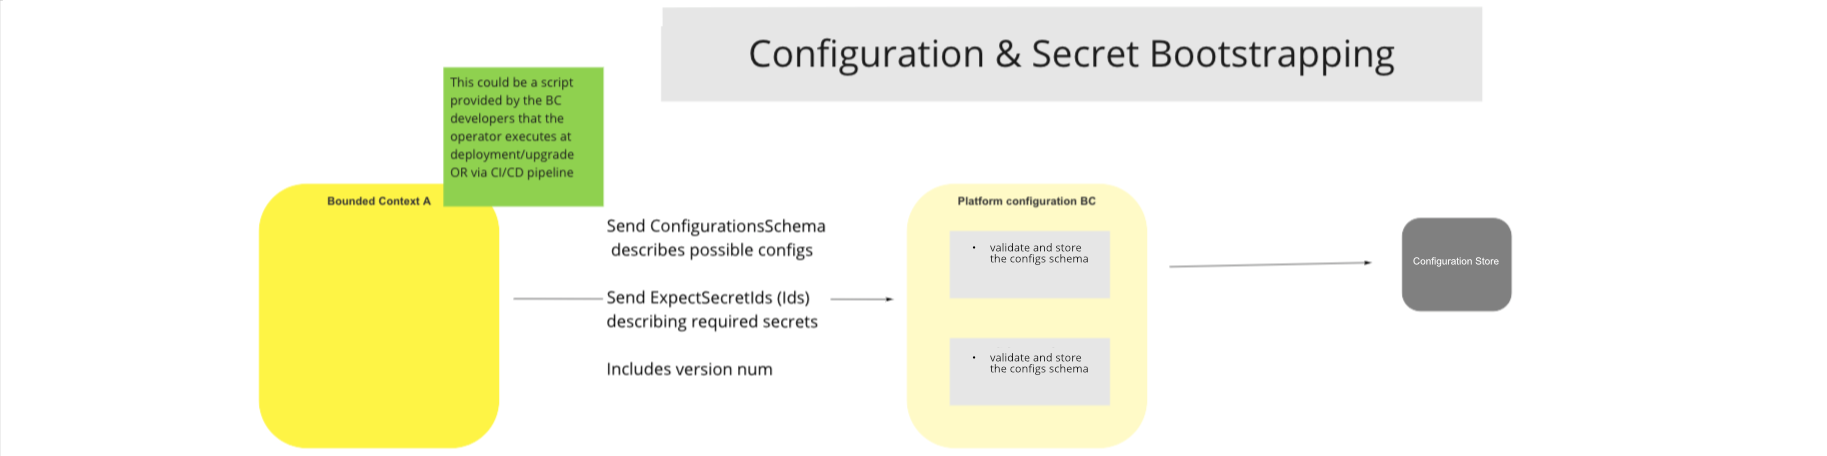 Configuration & Secret Bootstrapping
This could be a script
provided by the BC
developers that the
operator executes at
deployment/upgrade
OR via CI/CD pipeline
Bounded Context A
Send ConfigurationsSchema
describes possible configs
Send ExpectSecretIds (Ids)
describing required secrets
Includes version num
Platform configuration BC
• validate and store
the configs schema
• validate and store
the configs schema
Configuration Store